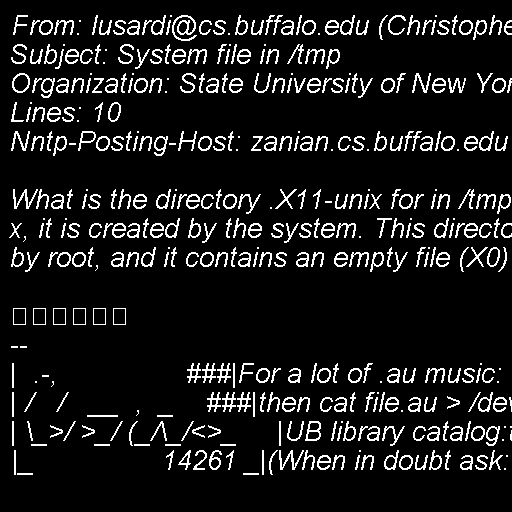 From: lusardi@cs.buffalo.edu (Christophe
Subject: System file in /tmp
Organization: State University of New Yor
Lines: 10
Nntp-Posting-Host: zanian.cs.buffalo.edu

What is the directory .X11-unix for in /tmp
x, it is created by the system. This directo
by root, and it contains an empty file (X0)

--
|  .-,                  ###|For a lot of .au music:
| /   /   __  ,  _     ###|then cat file.au > /dev
| \_>/ >_/ (_/\_/<>_      |UB library catalog:t
|_                  14261 _|(When in doubt ask: